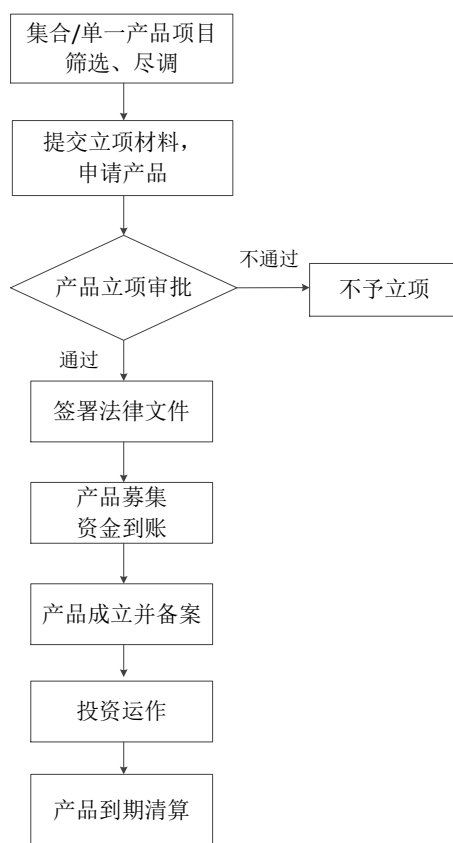 集合/单一产品项目
筛选、尽调
提交立项材料，
申请产品
产品立项审批
不通过
不予立项
通过
签署法律文件
产品募集
资金到账
产品成立并备案
投资运作
产品到期清算